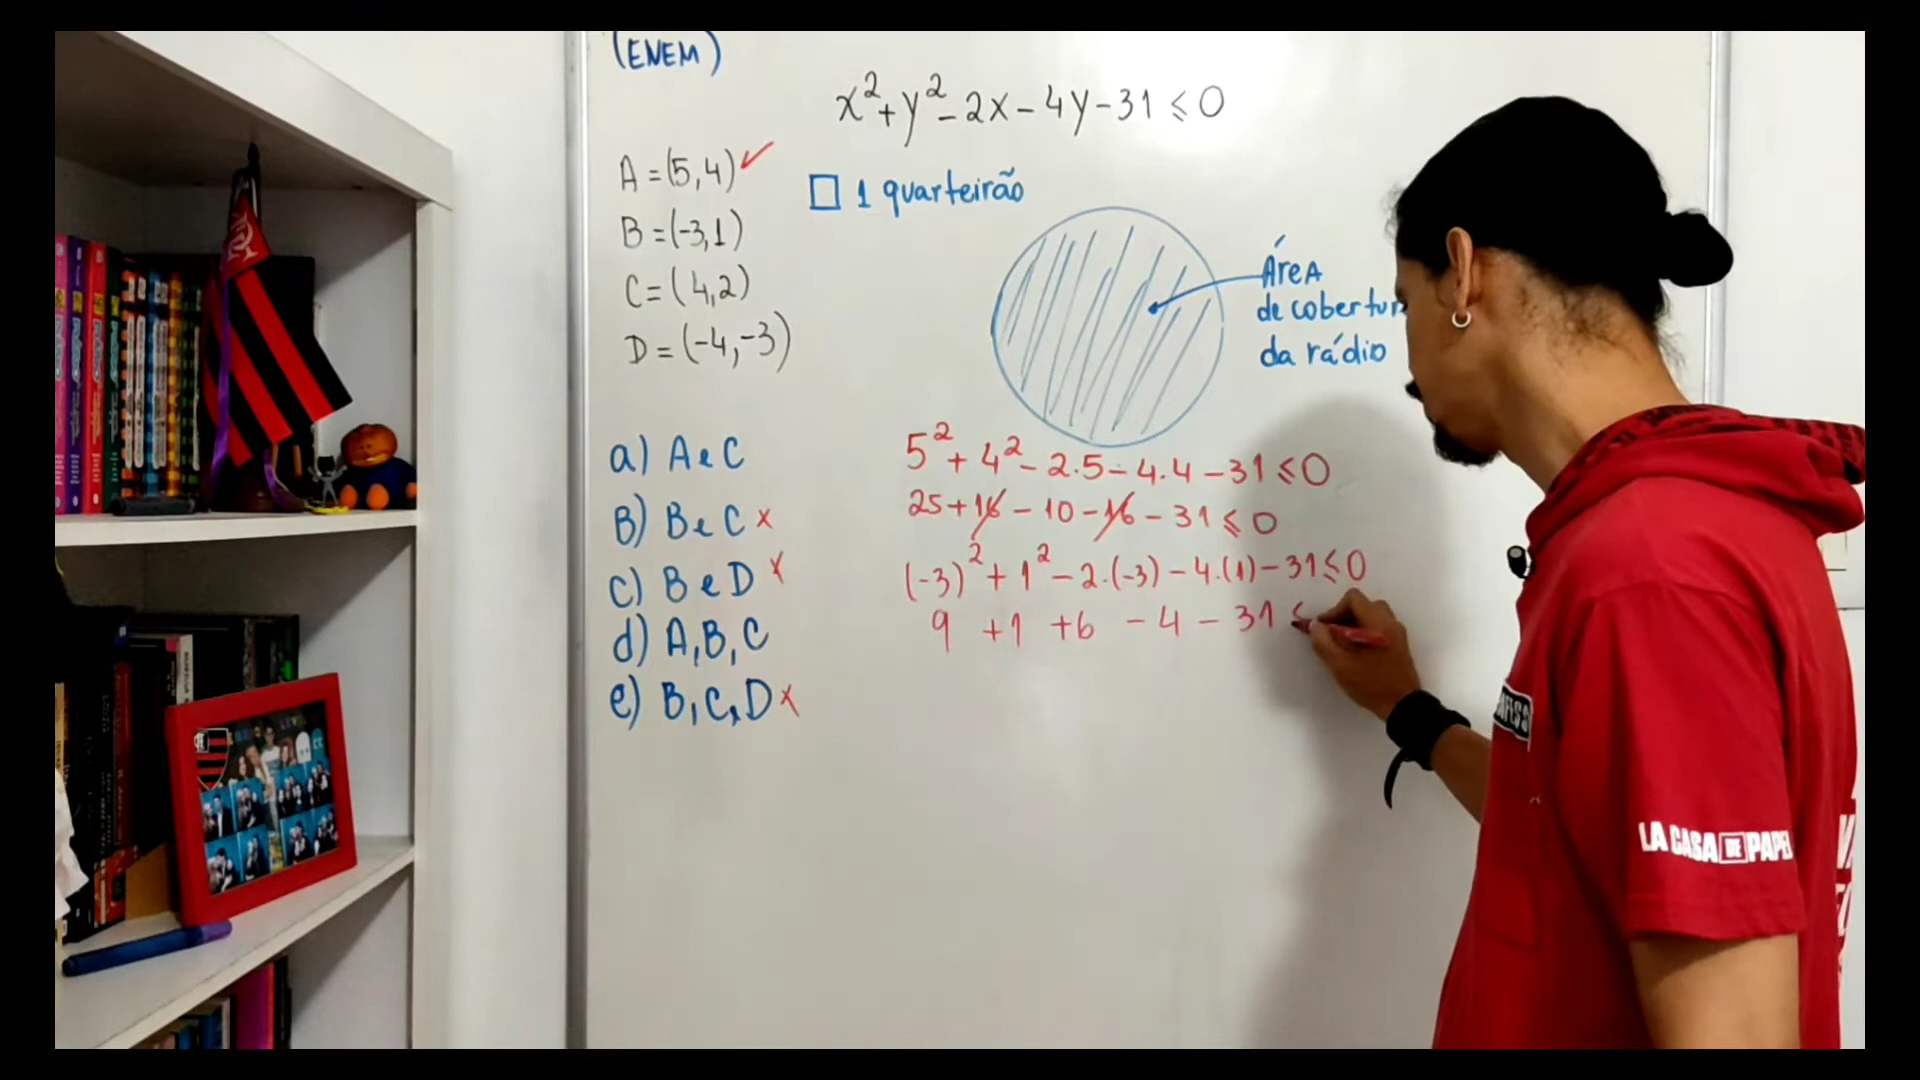 (ENEM)
x²+y²-2x-4y-31⩽0
A=(5,4)✓
□ 1 quarteirão
B=(-3,1)
C=(4,2)
D=(-4,-3)
Área
de cobertur
da rádio
a) A e C
B) B e C x
c) B e D x
d) A,B,C
e) B,C,D x
5²+4²-2.5-4.4-31⩽0
25+16-10-16-31⩽0
(-3)²+1²-2.(-3)-4.(1)-31⩽0
9 +1 +6 -4 -31 ⩽
LA CASA DE PAPEL